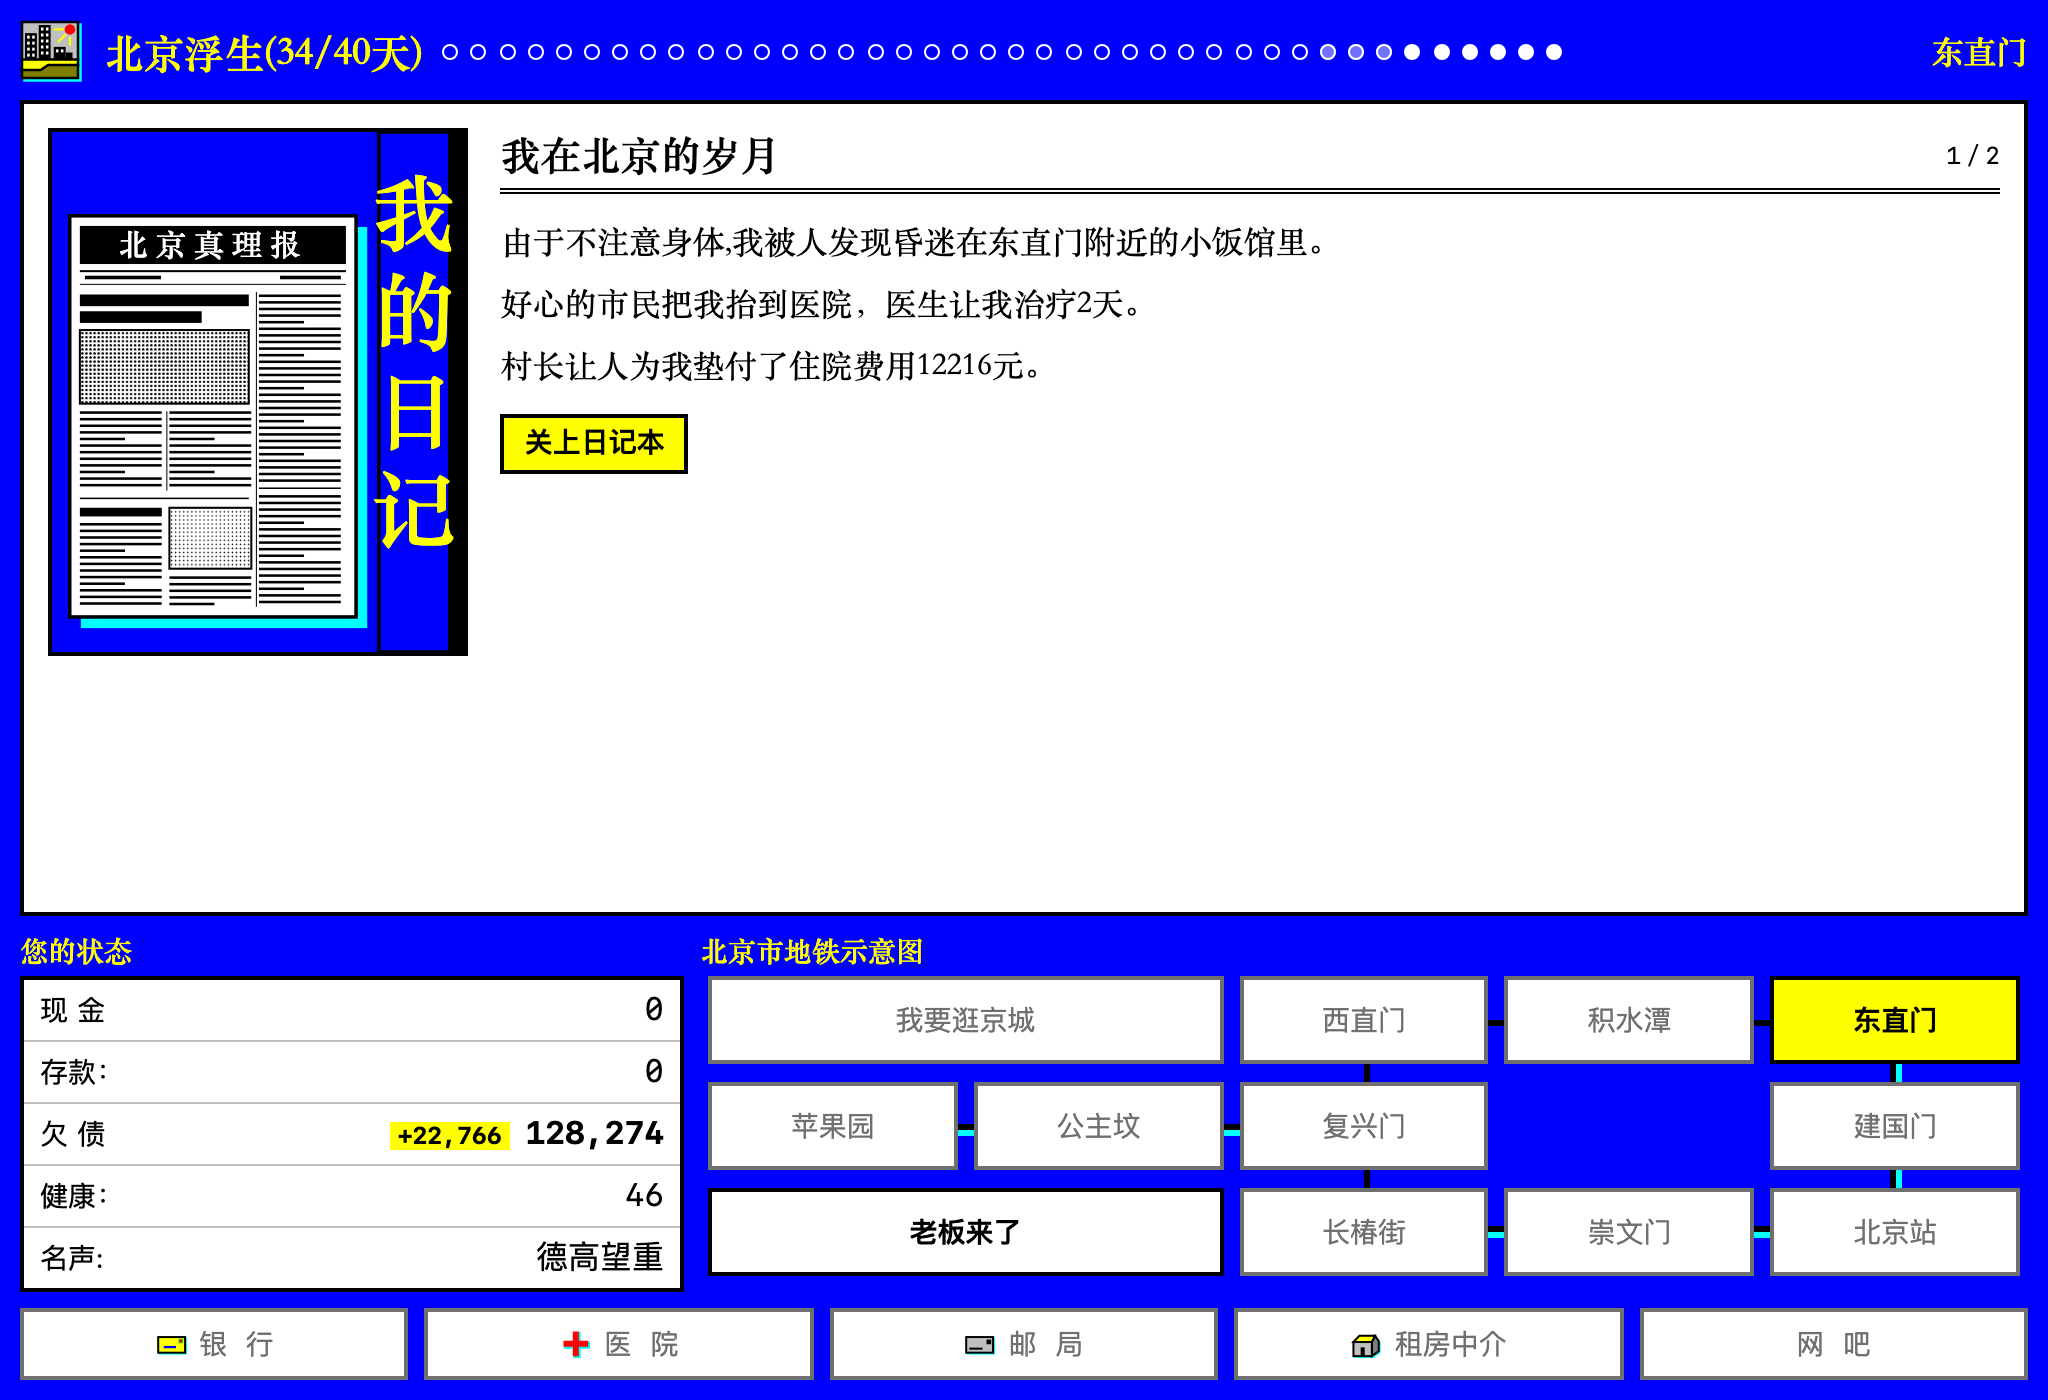 北京浮生(34/40天)
东直门
北京真理报
我的日记
我在北京的岁月
1 / 2
由于不注意身体,我被人发现昏迷在东直门附近的小饭馆里。
好心的市民把我抬到医院，医生让我治疗2天。
村长让人为我垫付了住院费用12216元。
关上日记本
您的状态
现 金 0
存款: 0
欠 债 +22,766 128,274
健康: 46
名声: 德高望重
北京市地铁示意图
我要逛京城 西直门 积水潭 东直门
苹果园 公主坟 复兴门 建国门
老板来了 长椿街 崇文门 北京站
银 行 医 院 邮 局 租房中介 网 吧